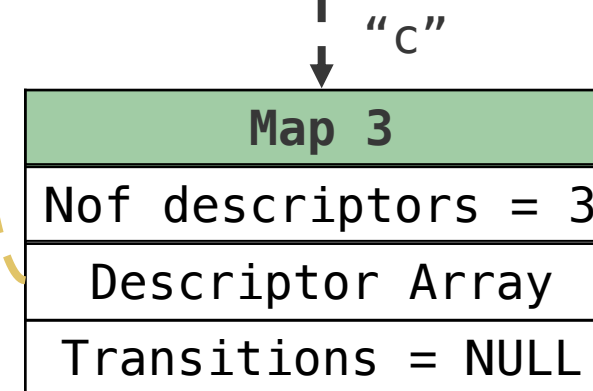 “c”
Map 3
Nof descriptors = 3
Descriptor Array
Transitions = NULL